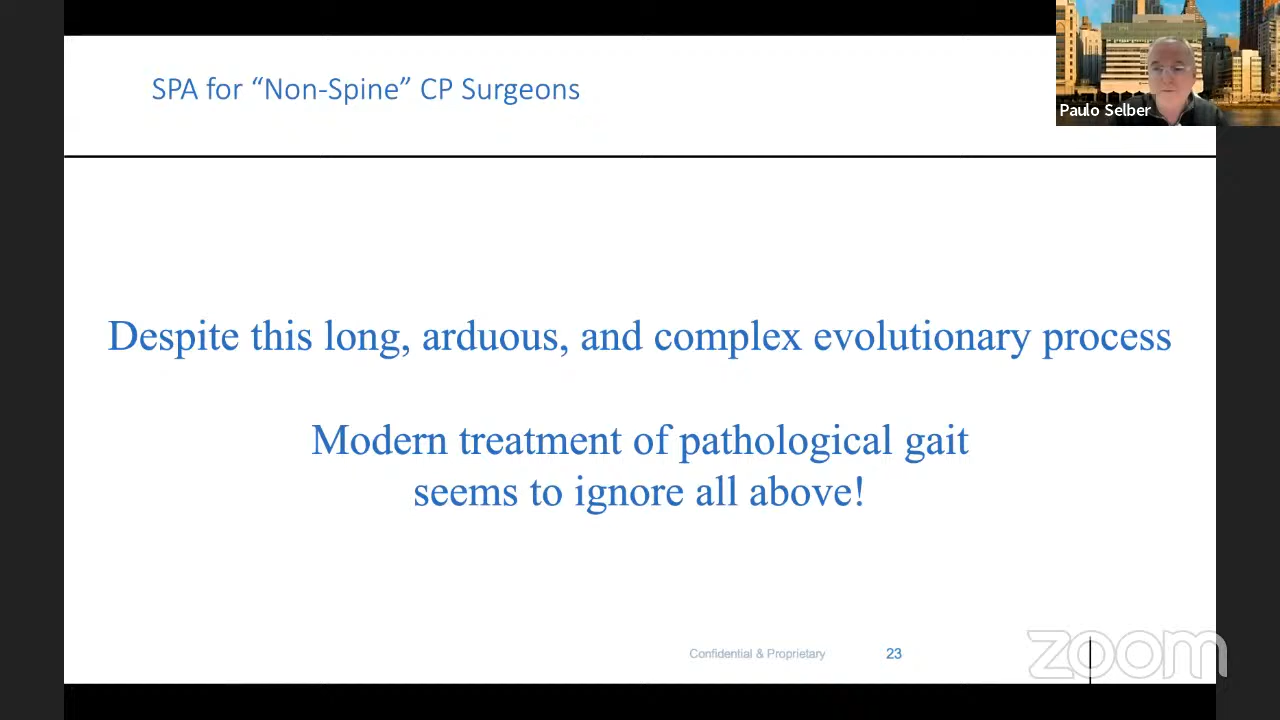 SPA for “Non-Spine” CP Surgeons
Paulo Selber
Despite this long, arduous, and complex evolutionary process
Modern treatment of pathological gait
seems to ignore all above!
Confidential & Proprietary
23
zoom